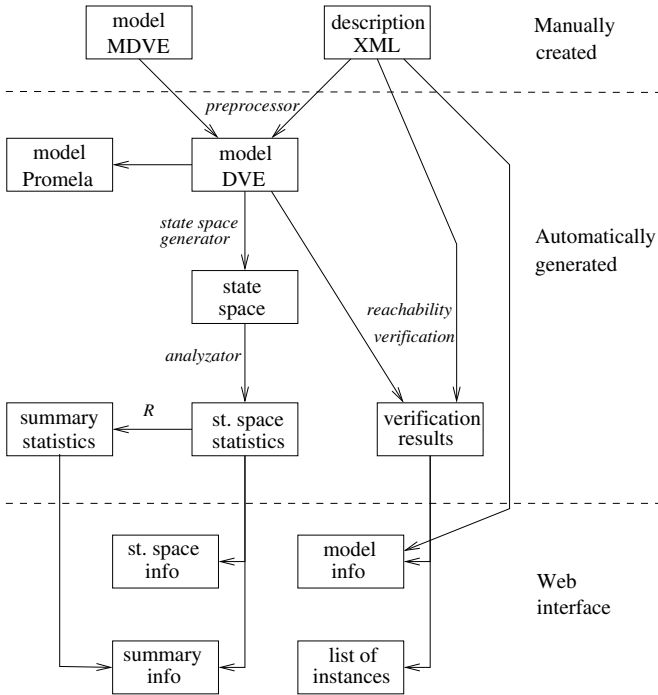 model
MDVE
description
XML
Manually
created
preprocessor
model
Promela
model
DVE
state space
generator
Automatically
generated
state
space
reachability
verification
analyzator
summary
statistics
R
st. space
statistics
verification
results
st. space
info
model
info
Web
interface
summary
info
list of
instances